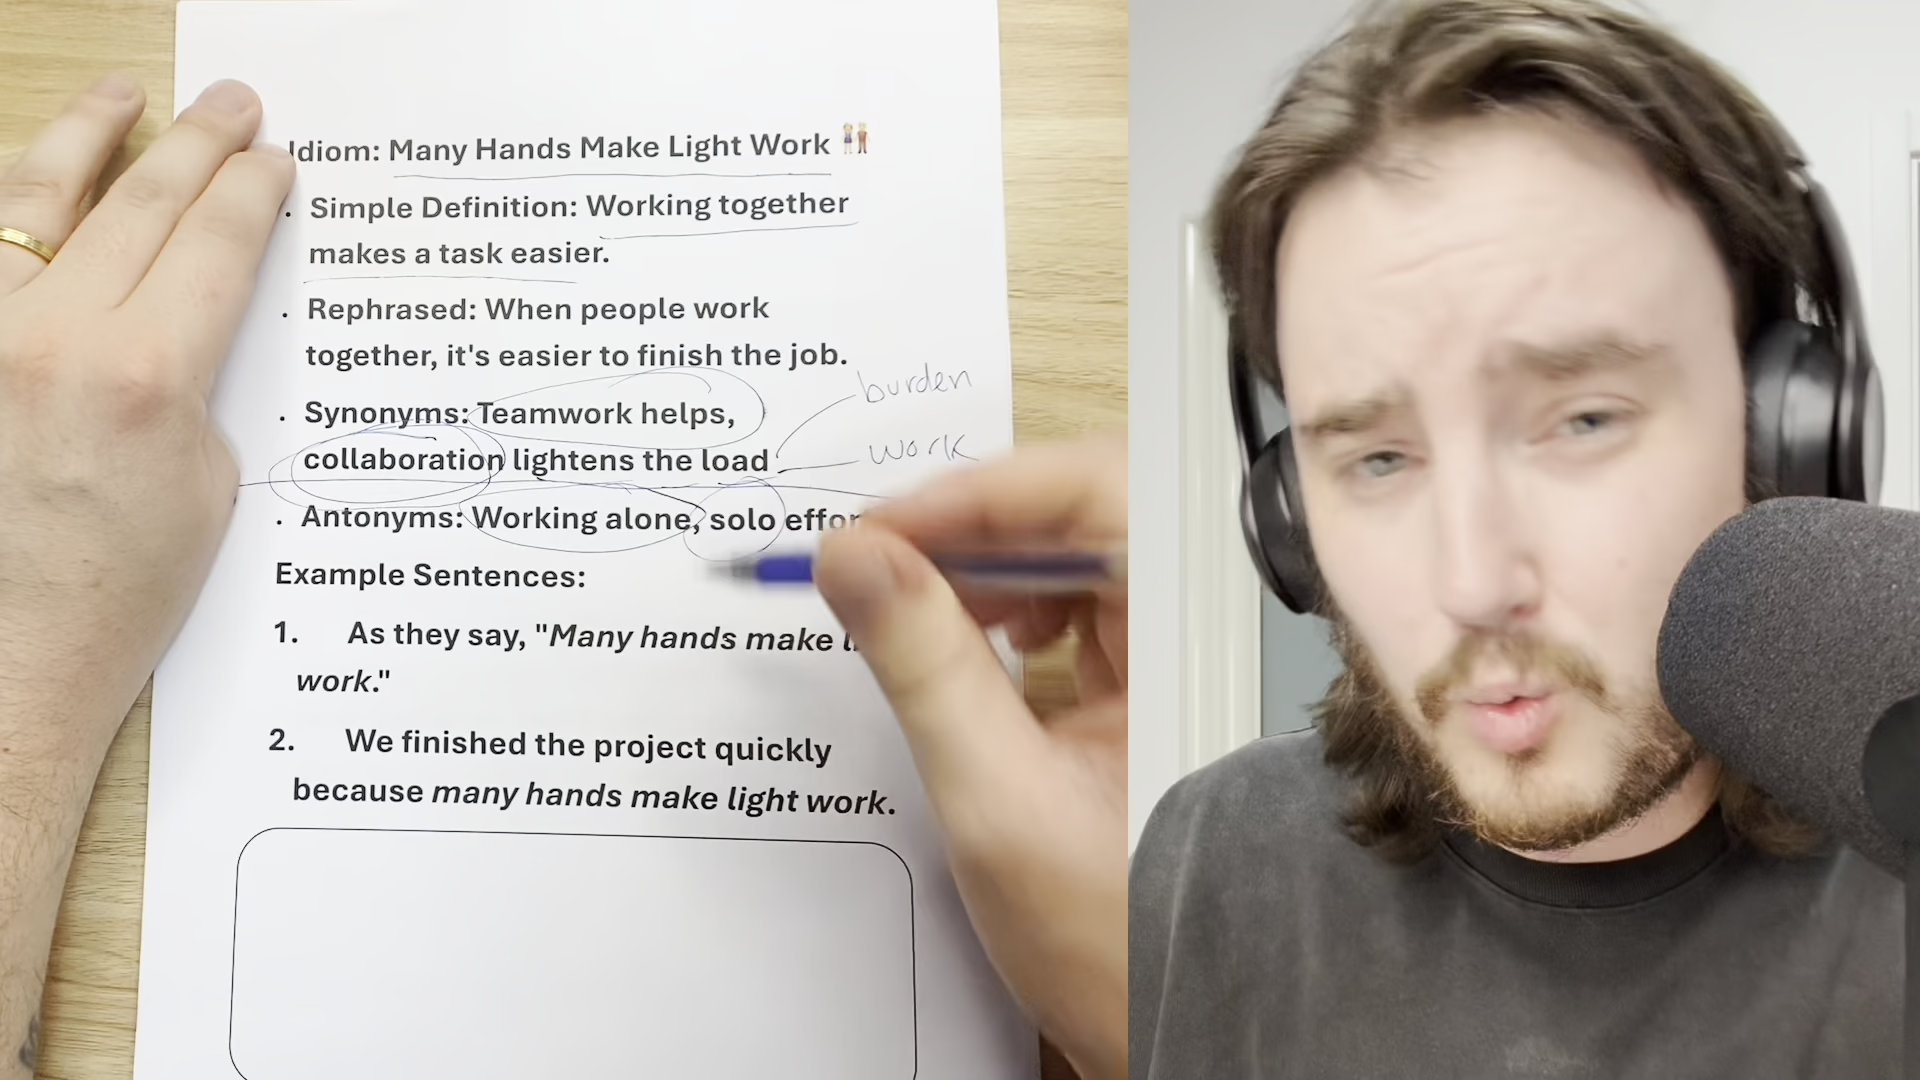 Idiom: Many Hands Make Light Work
. Simple Definition: Working together
makes a task easier.
. Rephrased: When people work
together, it's easier to finish the job.
burden
. Synonyms: Teamwork helps,
collaboration lightens the load
work
. Antonyms: Working alone, solo
Example Sentences:
1. As they say, "Many hands make
work."
2. We finished the project quickly
because many hands make light work.